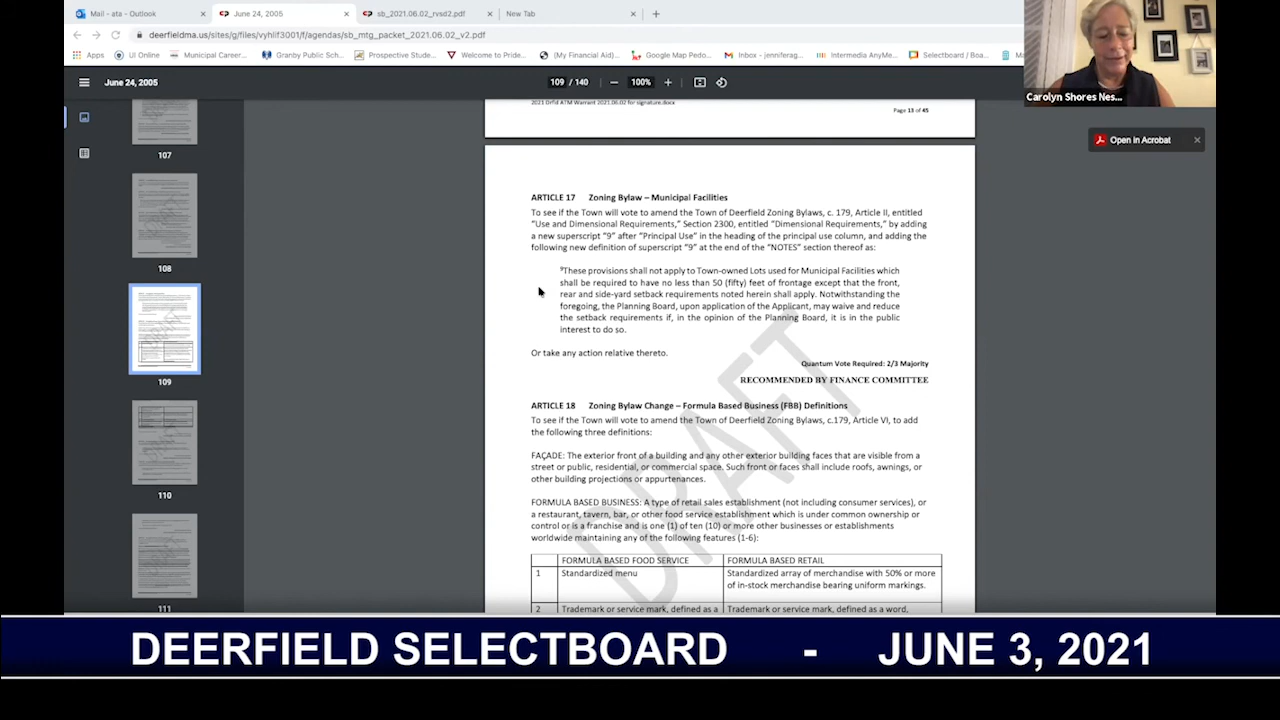 Mail - ata - Outlook
June 24, 2005
sb_2021.06.02_rvsd2.pdf
New Tab
deerfieldma.us/sites/g/files/vyhlif3001/f/agendas/sb_mtg_packet_2021.06.02_v2.pdf
Apps
UI Online
Municipal Career...
Granby Public Sch...
Prospective Stude...
Welcome to Pride...
(My Financial Aid)...
Google Map Pedo...
Inbox - jenniferag...
Intermedia AnyMe...
Selectboard / Boa...
Ma
June 24, 2005
109 / 140
100%
Carolyn Shores Nes...
Open in Acrobat
107
108
109
110
111
2021 Drfld ATM Warrant 2021.06.02 for signature.docx
Page 13 of 45
ARTICLE 17 Zoning Bylaw – Municipal Facilities
To see if the Town will vote to amend the Town of Deerfield Zoning Bylaws, c. 179, Article II, entitled
“Use and Dimensional Requirements,” Section 2300, entitled “Dimensional Requirements,” by adding
a new superscript “9” after “Principal Use” in the heading of the principal use column, and adding the
following new definition of superscript “9” at the end of the “NOTES” section thereof as:
⁹These provisions shall not apply to Town-owned Lots used for Municipal Facilities which
shall be required to have no less than 50 (fifty) feet of frontage except that the front,
rear and side-yard setback requirements noted herein shall apply. Notwithstanding the
foregoing, the Planning Board, upon application of the Applicant, may waive and reduce
the setback requirements if, in the opinion of the Planning Board, it is in the public
interest to do so.
Or take any action relative thereto.
Quantum Vote Required: 2/3 Majority
RECOMMENDED BY FINANCE COMMITTEE
ARTICLE 18 Zoning Bylaw Change – Formula Based Business (FBB) Definitions
To see if the Town will vote to amend the Town of Deerfield Zoning Bylaws, c.179, Article VI, to add
the following three definitions:
FAÇADE: The exterior front of a building and any other exterior building faces that are visible from a
street or public, residential, or commercial space. Such front or faces shall include roofs, awnings, or
other building projections or appurtenances.
FORMULA BASED BUSINESS: A type of retail sales establishment (not including consumer services), or
a restaurant, tavern, bar, or other food service establishment which is under common ownership or
control or is a franchise and is one (1) of ten (10) or more other businesses or establishments
worldwide maintaining any of the following features (1-6):
FORMULA BASED FOOD SERVICE FORMULA BASED RETAIL
1 Standardized menu Standardized array of merchandise with 50% or more
of in-stock merchandise bearing uniform markings.
2 Trademark or service mark, defined as a Trademark or service mark, defined as a word,
DRAFT
DEERFIELD SELECTBOARD - JUNE 3, 2021